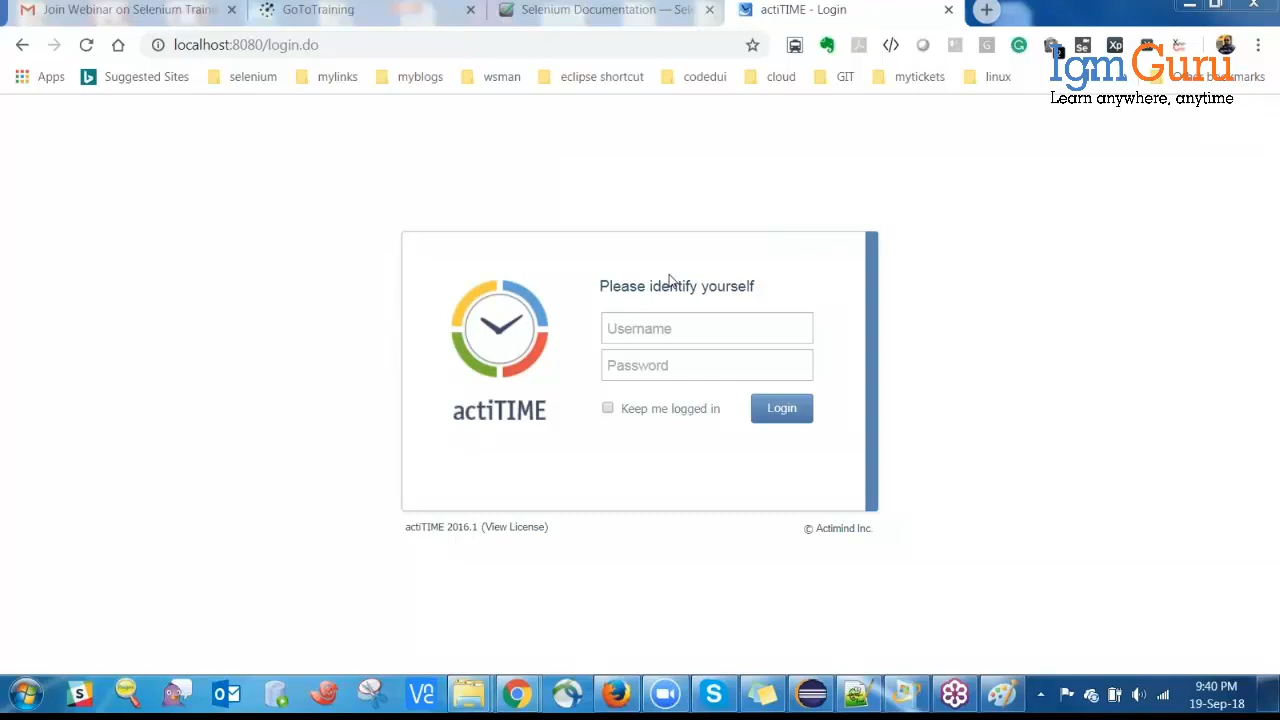 Join Webinar on Selenium Traini
GoToTraining
Selenium Documentation — Sel
actiTIME - Login
localhost:8080/login.do
Apps
Suggested Sites
selenium
mylinks
myblogs
wsman
eclipse shortcut
codedui
cloud
GIT
mytickets
linux
Other bookmarks
IgmGuru
Learn anywhere, anytime
Please identify yourself
Username
Password
Keep me logged in
Login
actiTIME
actiTIME 2016.1 (View License)
© Actimind Inc.
9:40 PM
19-Sep-18